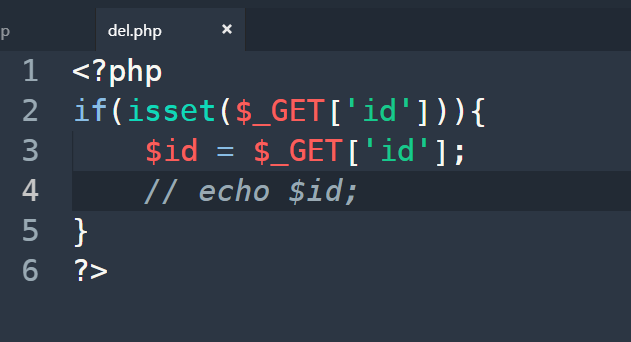 p
del.php ×
1 <?php
2 if(isset($_GET['id'])){
3     $id = $_GET['id'];
4     // echo $id;
5 }
6 ?>